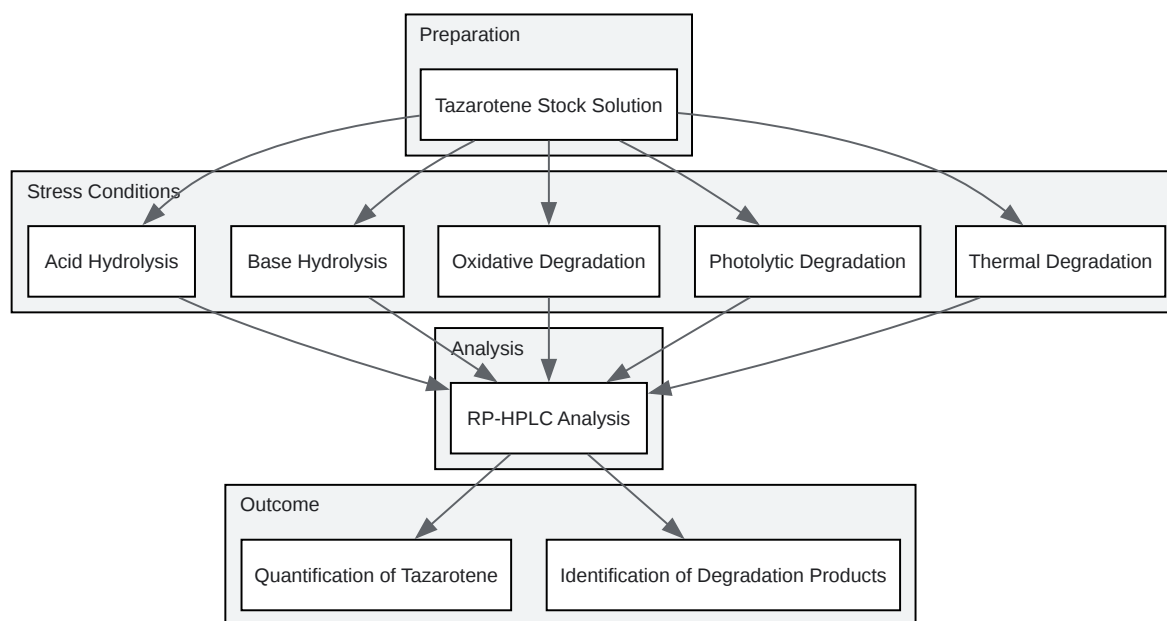 Preparation
Tazarotene Stock Solution
Stress Conditions
Acid Hydrolysis
Base Hydrolysis
Oxidative Degradation
Photolytic Degradation
Thermal Degradation
Analysis
RP-HPLC Analysis
Outcome
Quantification of Tazarotene
Identification of Degradation Products